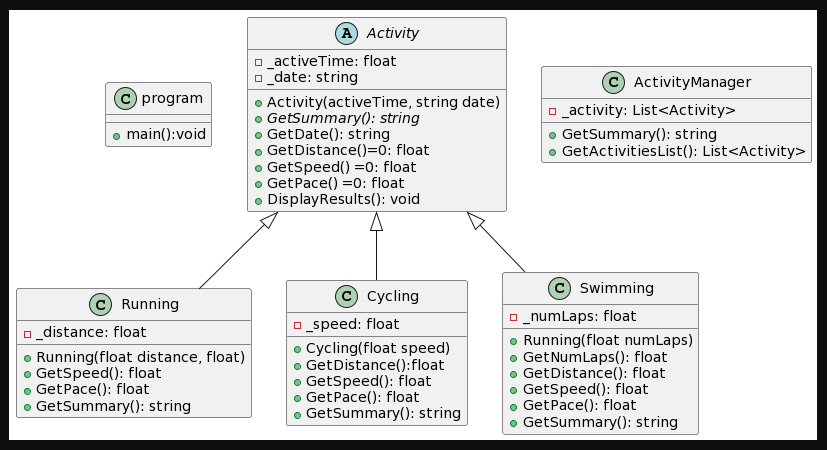 A Activity
_activeTime: float
_date: string
Activity(activeTime, string date)
GetSummary(): string
GetDate(): string
GetDistance()=0: float
GetSpeed() =0: float
GetPace() =0: float
DisplayResults(): void
C program
main():void
C ActivityManager
_activity: List<Activity>
GetSummary(): string
GetActivitiesList(): List<Activity>
C Running
_distance: float
Running(float distance, float)
GetSpeed(): float
GetPace(): float
GetSummary(): string
C Cycling
_speed: float
Cycling(float speed)
GetDistance():float
GetSpeed(): float
GetPace(): float
GetSummary(): string
C Swimming
_numLaps: float
Running(float numLaps)
GetNumLaps(): float
GetDistance(): float
GetSpeed(): float
GetPace(): float
GetSummary(): string